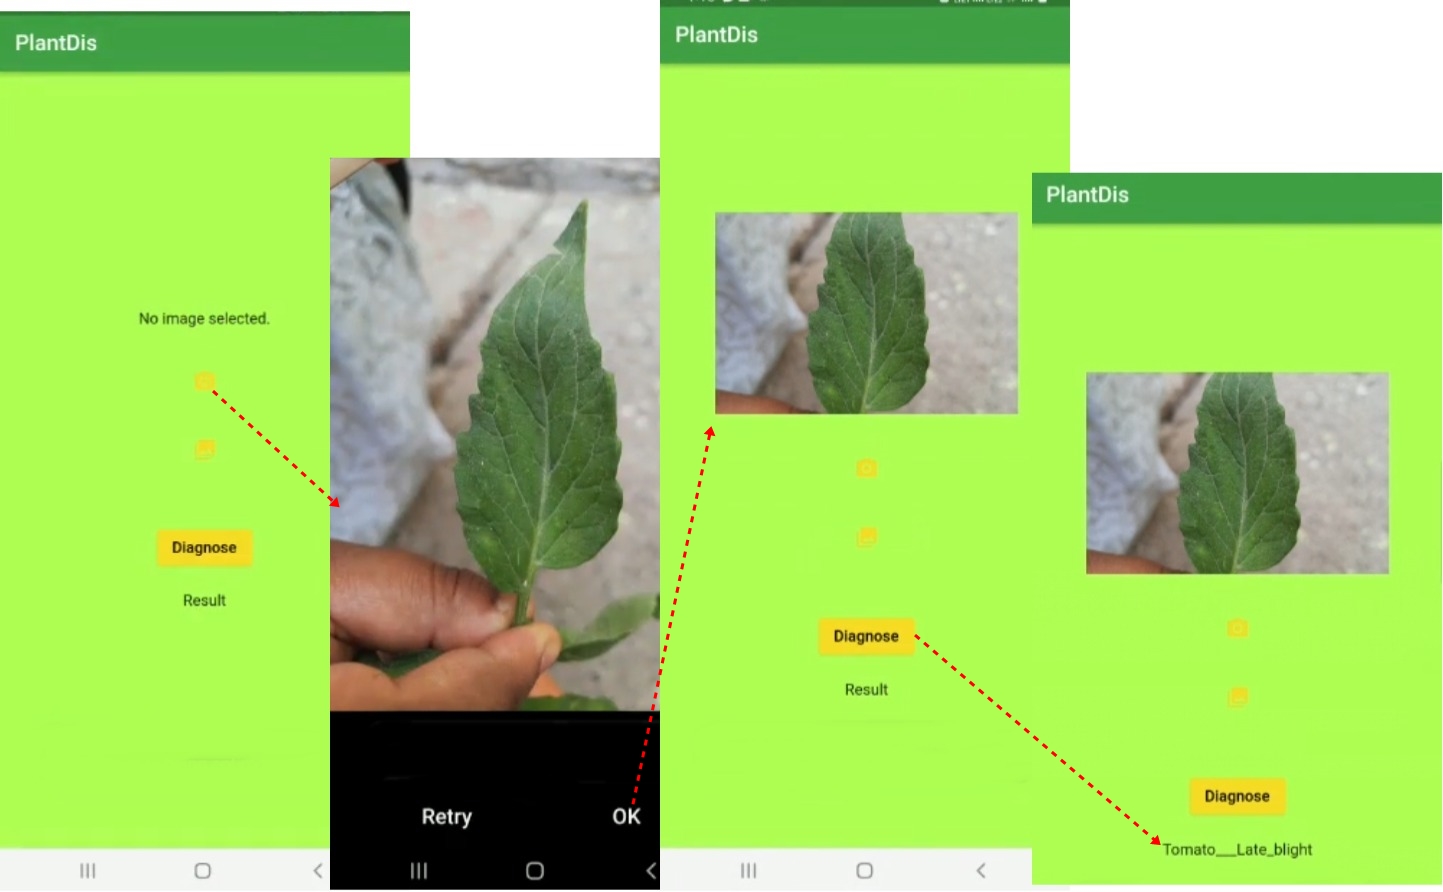 PlantDis
No image selected.
Diagnose
Result
Retry
OK
PlantDis
Diagnose
Result
PlantDis
Diagnose
Tomato___Late_blight